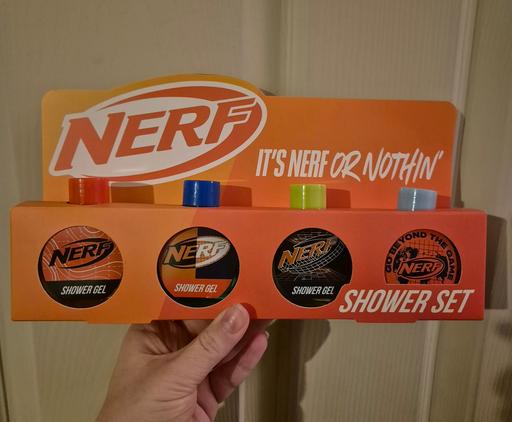 NERF
IT'S NERF OR NOTHIN'
NERF
SHOWER GEL
NERF
SHOWER GEL
NERF
SHOWER GEL
GO BEYOND THE GAME
NERF
SHOWER SET